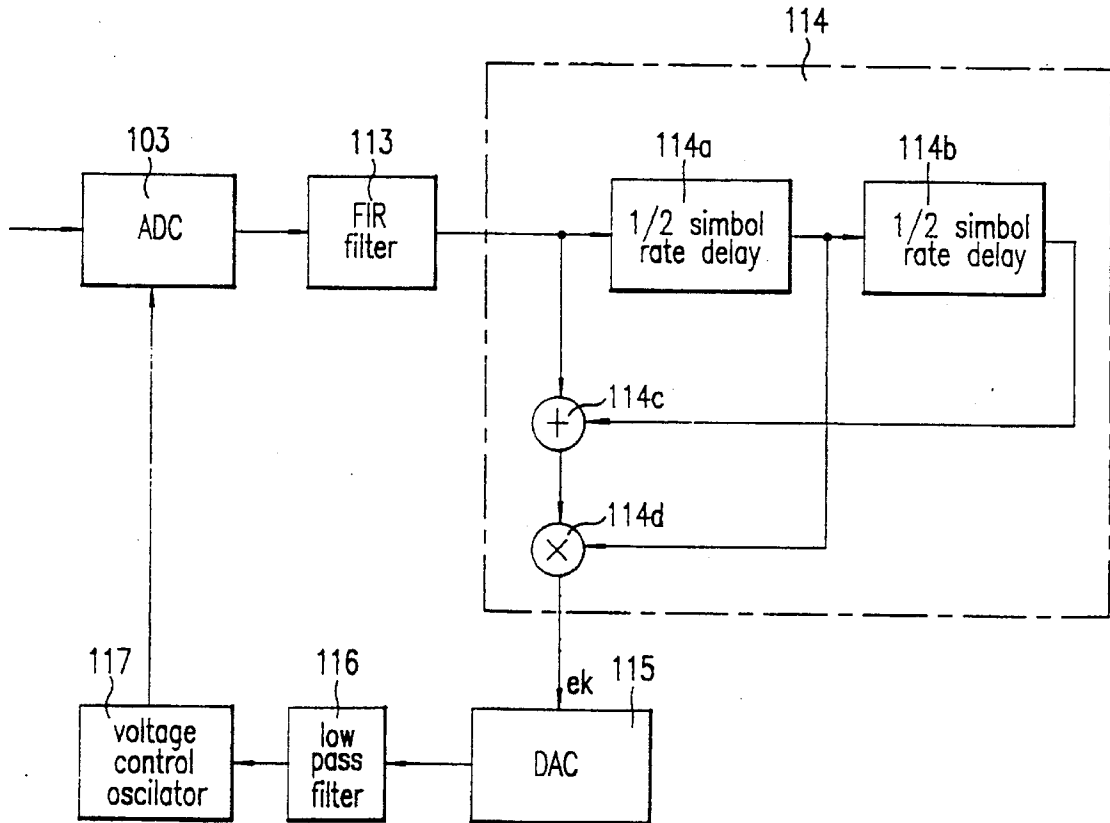 114
103
ADC
113
FIR
filter
114a
1/2 simbol
rate delay
114b
1/2 simbol
rate delay
+
114c
×
114d
ek
117
voltage
control
oscilator
116
low
pass
filter
115
DAC